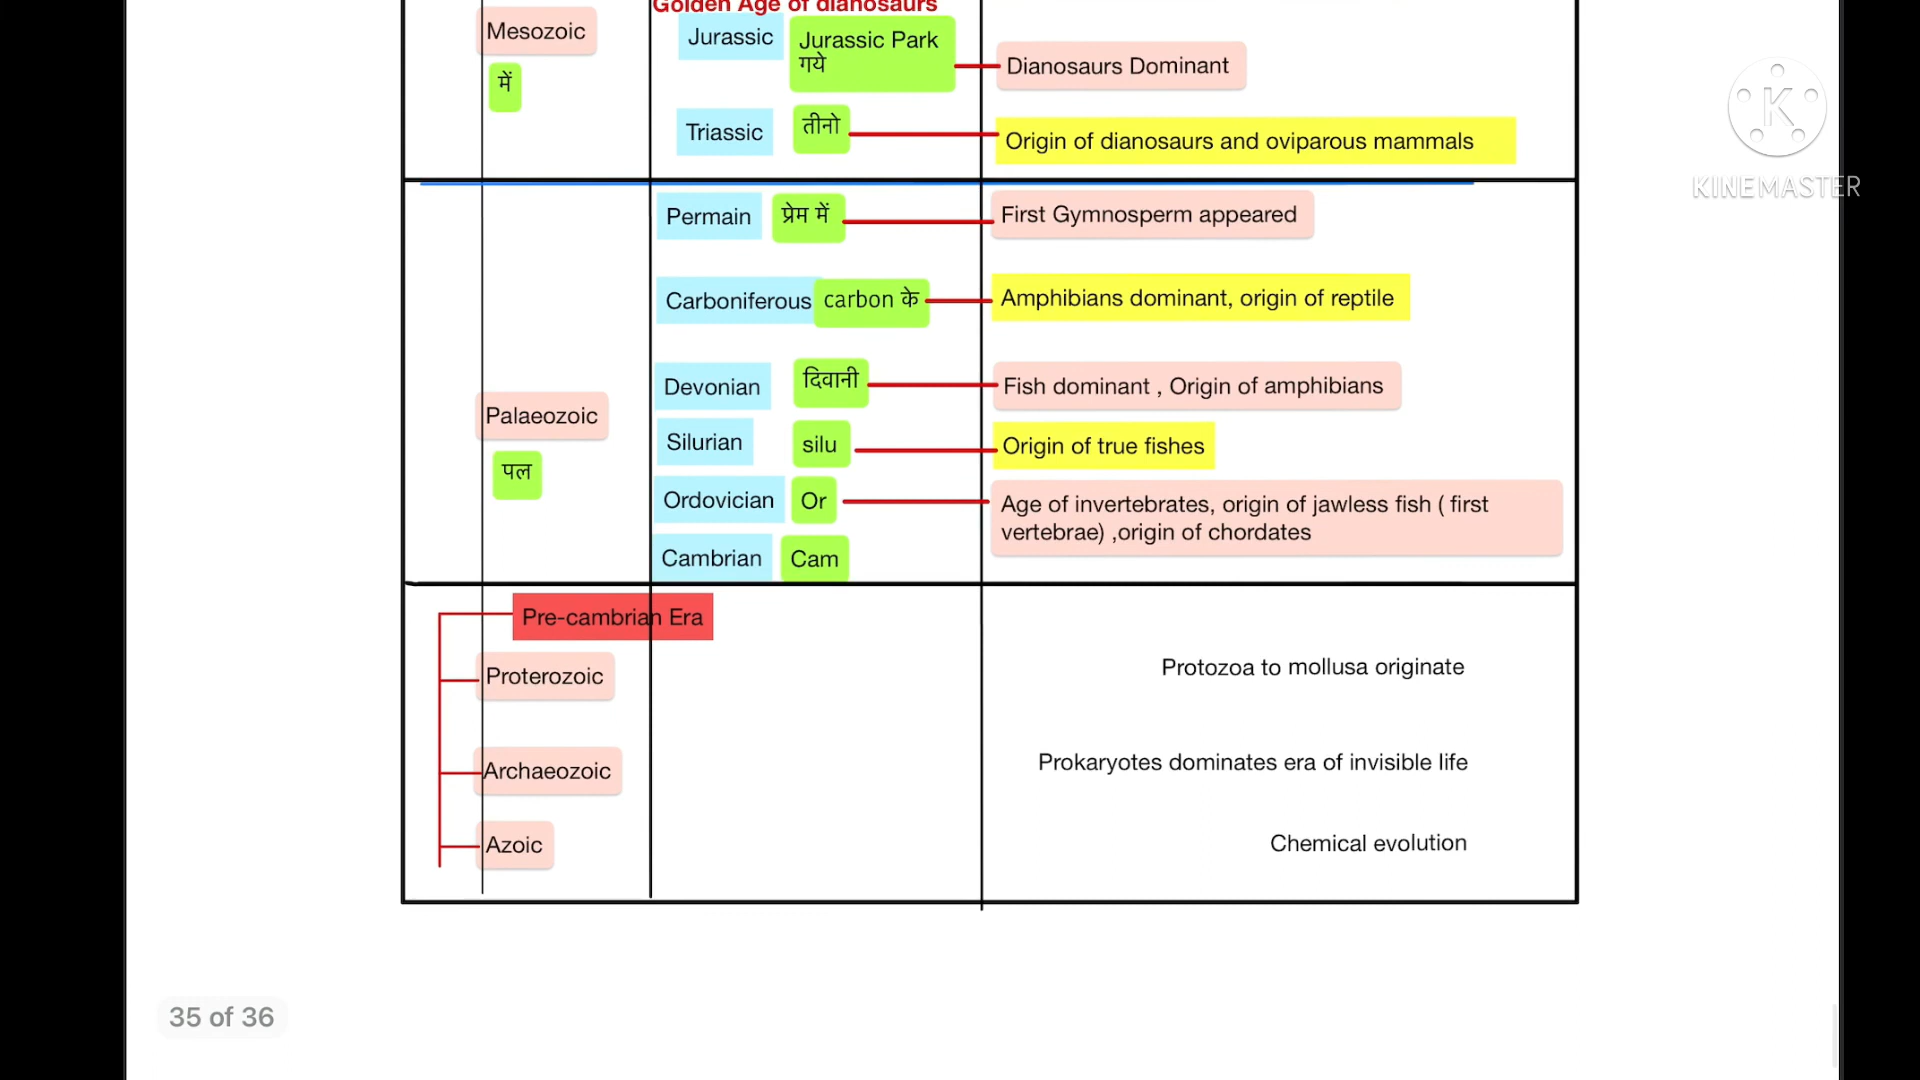 Golden Age of dianosaurs
Mesozoic
में
Jurassic
Jurassic Park
गये
Dianosaurs Dominant
Triassic
तीनो
Origin of dianosaurs and oviparous mammals
K
KINEMASTER
Permain
प्रेम में
First Gymnosperm appeared
Carboniferous
carbon के
Amphibians dominant, origin of reptile
Palaeozoic
पल
Devonian
दिवानी
Fish dominant , Origin of amphibians
Silurian
silu
Origin of true fishes
Ordovician
Or
Age of invertebrates, origin of jawless fish ( first
vertebrae) ,origin of chordates
Cambrian
Cam
Pre-cambrian Era
Proterozoic
Protozoa to mollusa originate
Archaeozoic
Prokaryotes dominates era of invisible life
Azoic
Chemical evolution
35 of 36